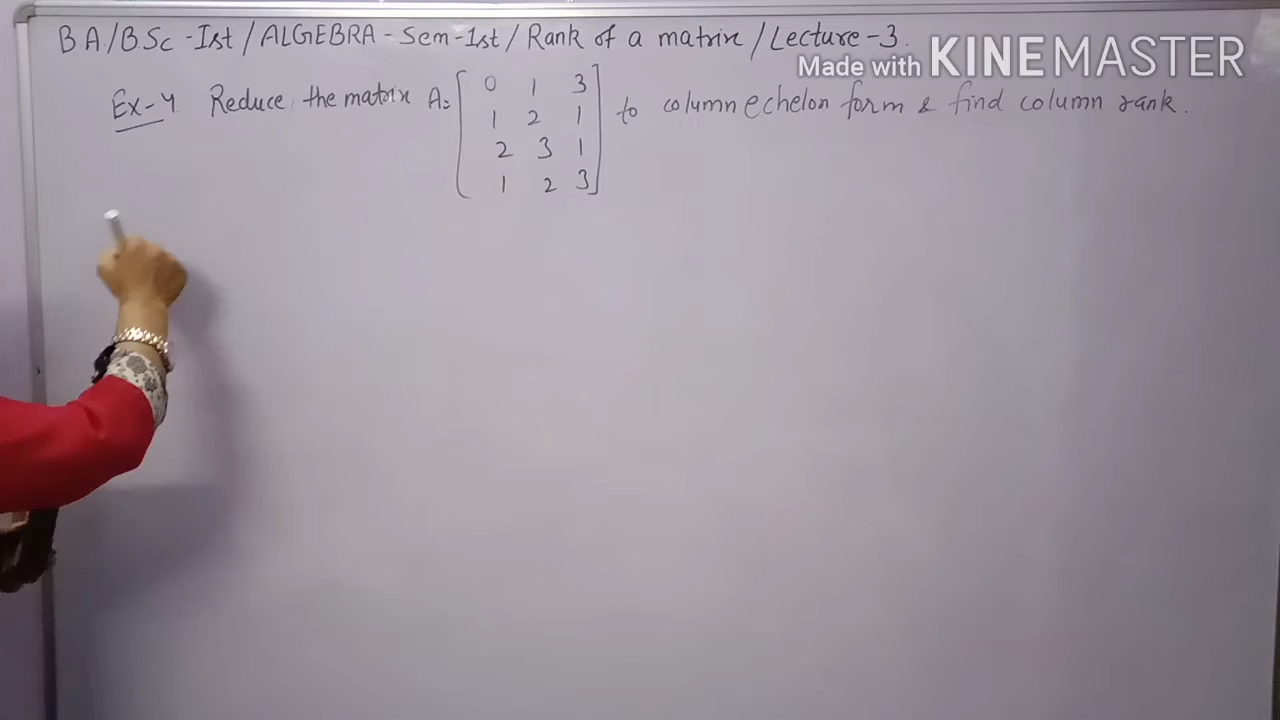 BA/BSc - Ist / ALGEBRA - Sem - 1st / Rank of a matrix / Lecture - 3.
Made with KINEMASTER
Ex-4 Reduce the matrix A= [ 0 1 3 ] to column echelon form & find column rank.
1 2 1
2 3 1
1 2 3